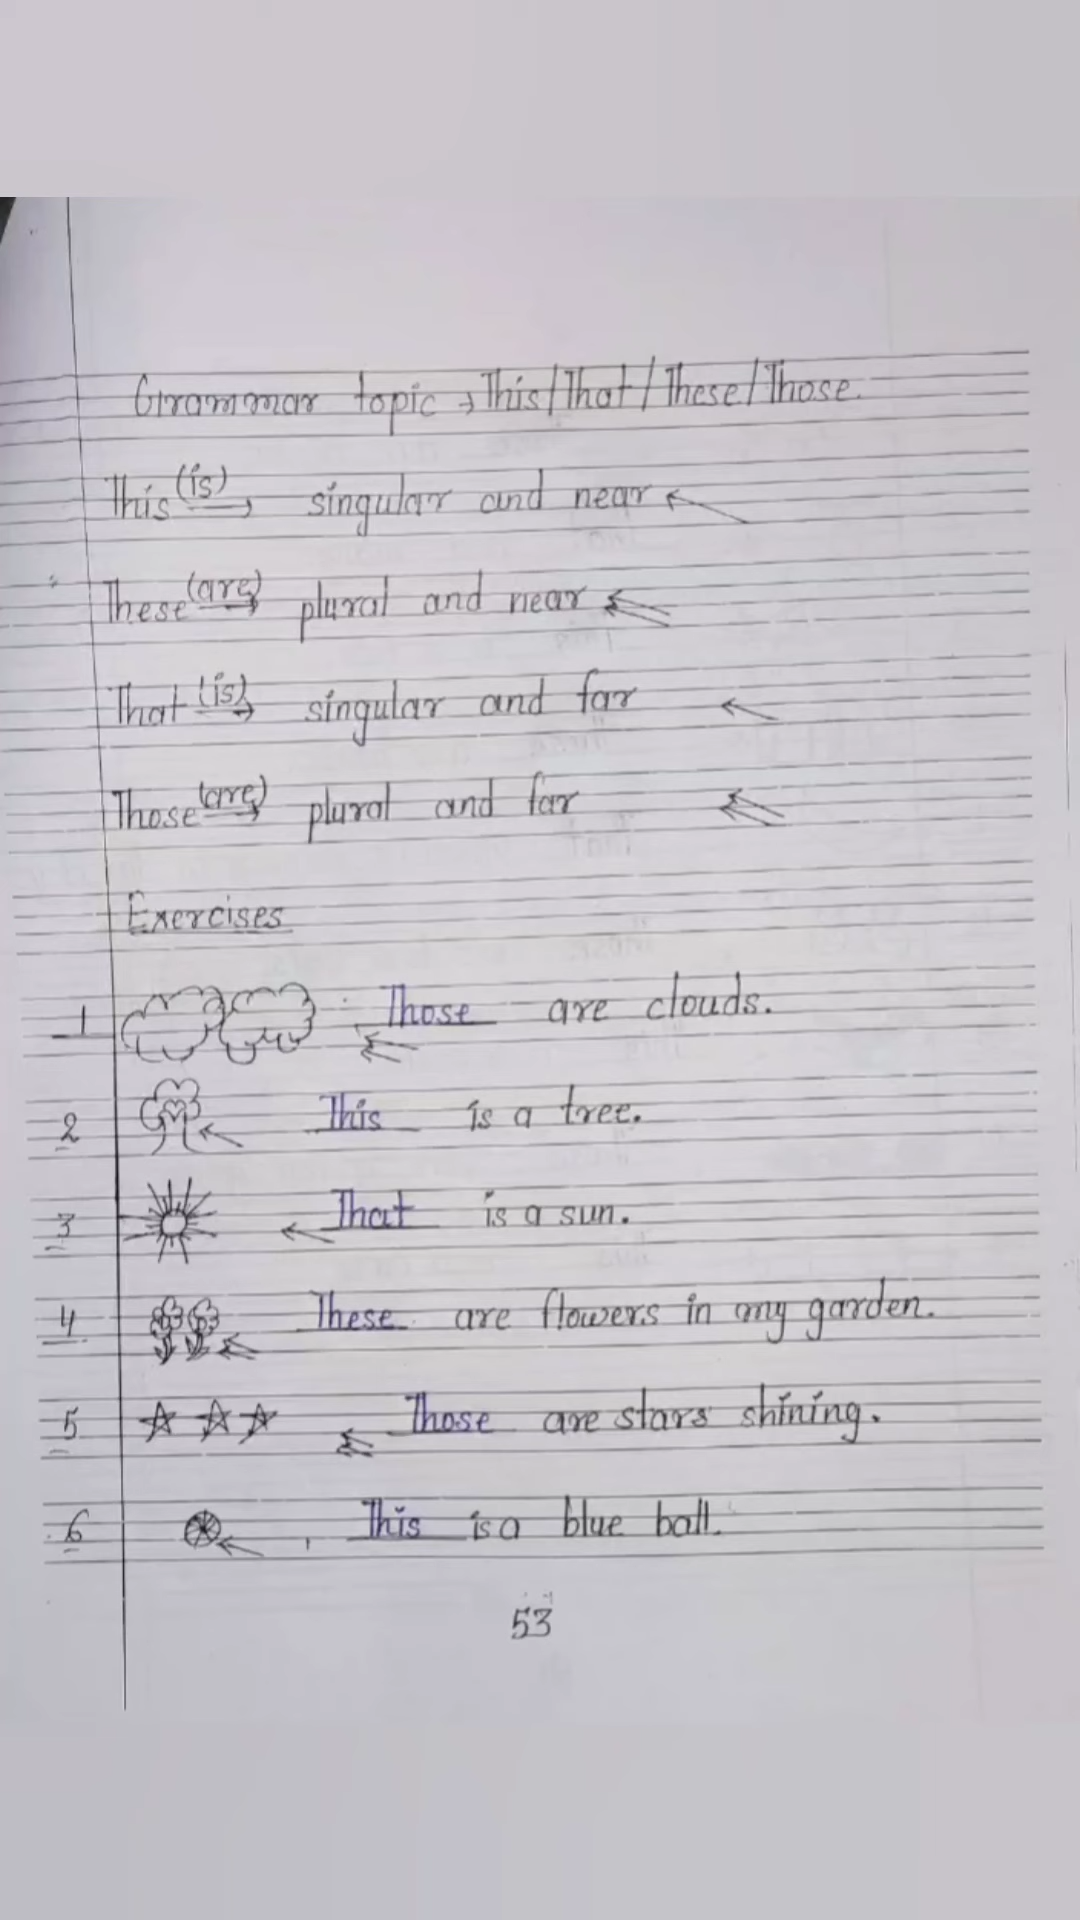 Grammar topic → This/That/These/Those
This (is) → singular and near
These (are) → plural and near
That (is) → singular and far
Those (are) → plural and far
Exercises
1 Those are clouds.
2 This is a tree.
3 That is a sun.
4 These are flowers in my garden.
5 Those are stars shining.
6 This is a blue ball.
53